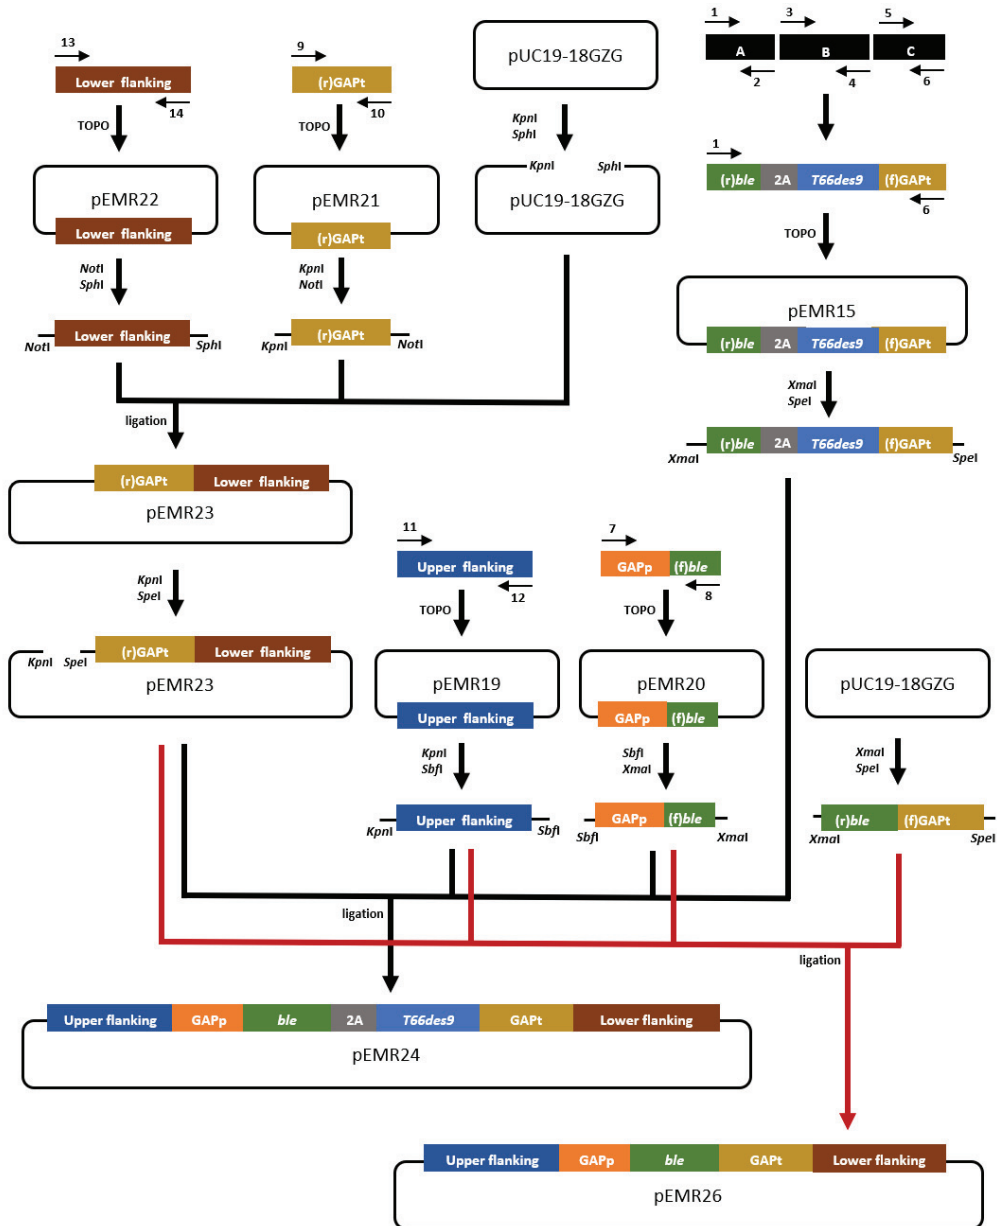 13
Lower flanking
14
TOPO
pEMR22
Lower flanking
NotI
SphI
Lower flanking
NotI
SphI
9
(r)GAPt
10
TOPO
pEMR21
(r)GAPt
KpnI
NotI
(r)GAPt
KpnI
NotI
pUC19-18GZG
KpnI
SphI
KpnI
SphI
pUC19-18GZG
1
3
5
A
B
C
2
4
6
1
(r)ble
2A
T66des9
(f)GAPt
6
TOPO
pEMR15
(r)ble
2A
T66des9
(f)GAPt
XmaI
SpeI
(r)ble
2A
T66des9
(f)GAPt
XmaI
SpeI
ligation
(r)GAPt
Lower flanking
pEMR23
KpnI
SpeI
(r)GAPt
Lower flanking
KpnI
SpeI
pEMR23
11
Upper flanking
12
TOPO
pEMR19
Upper flanking
KpnI
SbfI
Upper flanking
KpnI
SbfI
7
GAPp
(f)ble
8
TOPO
pEMR20
GAPp
(f)ble
SbfI
XmaI
GAPp
(f)ble
SbfI
XmaI
pUC19-18GZG
XmaI
SpeI
(r)ble
(f)GAPt
XmaI
SpeI
ligation
ligation
Upper flanking
GAPp
ble
2A
T66des9
GAPt
Lower flanking
pEMR24
Upper flanking
GAPp
ble
GAPt
Lower flanking
pEMR26